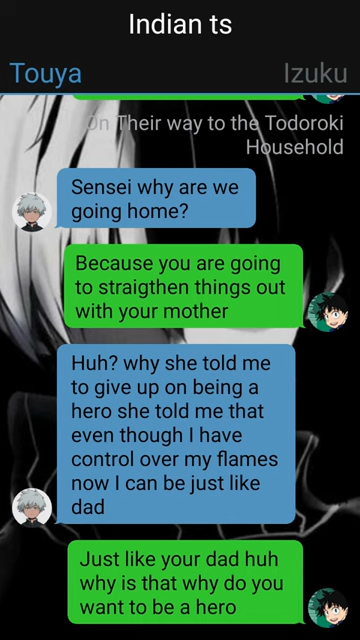 Indian ts
Touya
Izuku
On Their way to the Todoroki
Household
Sensei why are we
going home?
Because you are going
to straigthen things out
with your mother
Huh? why she told me
to give up on being a
hero she told me that
even though I have
control over my flames
now I can be just like
dad
Just like your dad huh
why is that why do you
want to be a hero